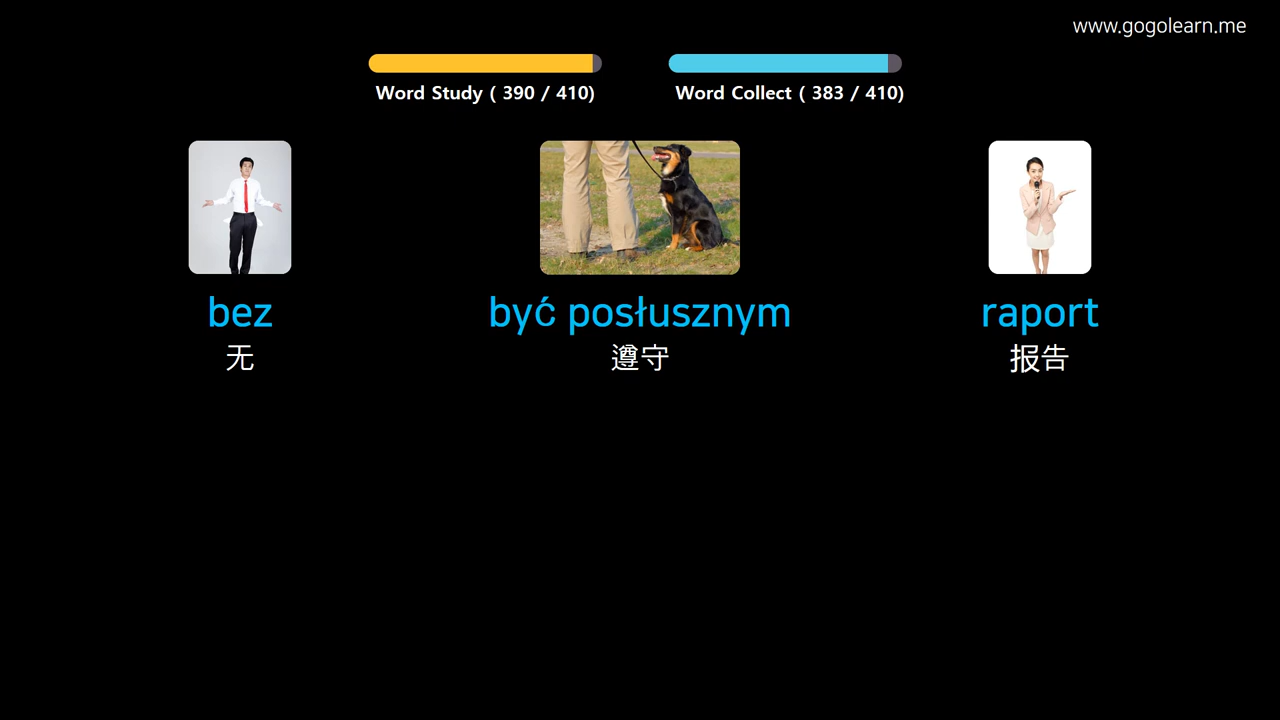 www.gogolearn.me
Word Study ( 390 / 410)
Word Collect ( 383 / 410)
bez
być posłusznym
raport
无
遵守
报告